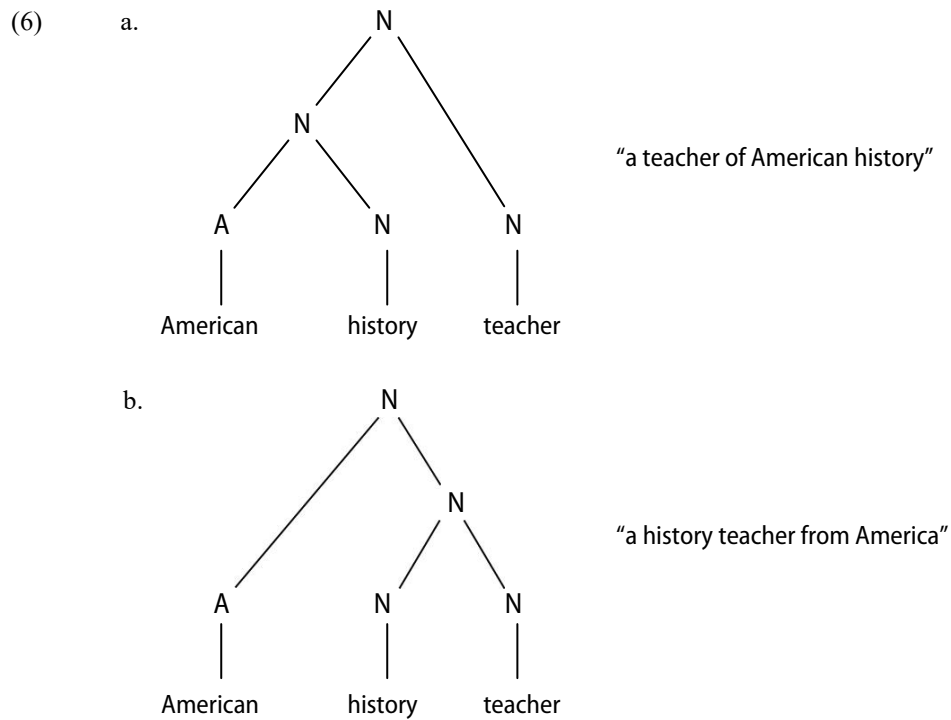 (6) a. N
N
"a teacher of American history"
A N N
American history teacher
b. N
N
"a history teacher from America"
A N N
American history teacher